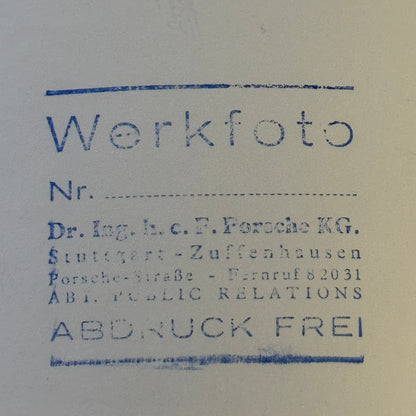 Werkfoto
Nr. ................................
Dr. Ing. h. c. F. Porsche KG.
Stuttgart - Zuffenhausen
Porsche-Straße - Fernruf 82031
ABT. PUBLIC RELATIONS
ABDRUCK FREI